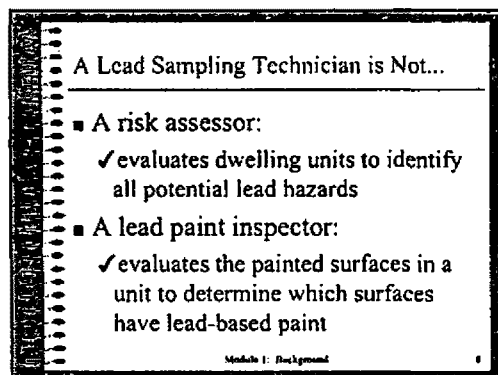 A Lead Sampling Technician is Not...
■ A risk assessor:
✓evaluates dwelling units to identify
all potential lead hazards
■ A lead paint inspector:
✓evaluates the painted surfaces in a
unit to determine which surfaces
have lead-based paint
Module 1: Background